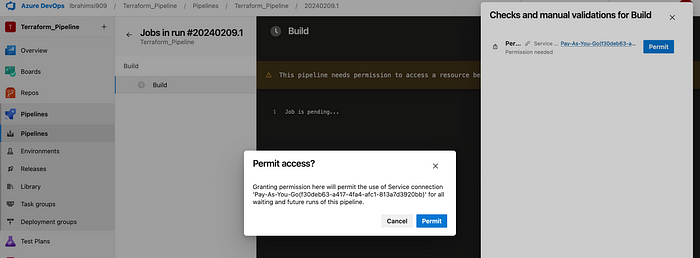 Azure DevOps Ibrahimsi909 / Terraform_Pipeline / Pipelines / Terraform_Pipeline / 20240209.1
T Terraform_Pipeline +
Overview
Boards
Repos
Pipelines
Pipelines
Environments
Releases
Library
Task groups
Deployment groups
Test Plans
← Jobs in run #20240209.1
Terraform_Pipeline
Build
Build
Build
This pipeline needs permission to access a resource be
1 Job is pending...
Checks and manual validations for Build
Per... Service ... Pay-As-You-Go(f30deb63-a...
Permission needed
Permit
Permit access?
Granting permission here will permit the use of Service connection
'Pay-As-You-Go(f30deb63-a417-4fa4-afc1-813a7d3920bb)' for all
waiting and future runs of this pipeline.
Cancel
Permit